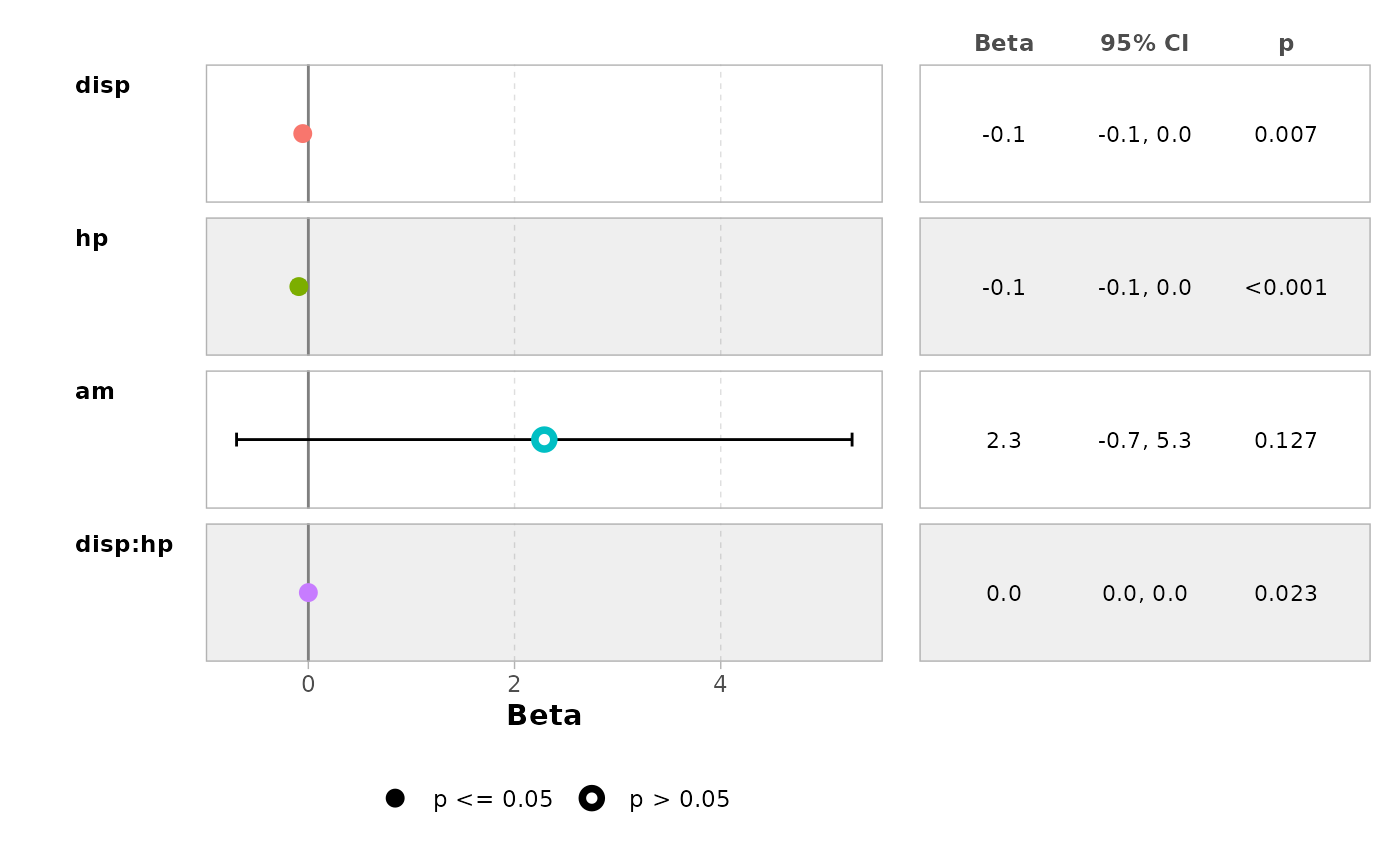 Beta 95% CI p
disp
-0.1 -0.1, 0.0 0.007
hp
-0.1 -0.1, 0.0 <0.001
am
2.3 -0.7, 5.3 0.127
disp:hp
0.0 0.0, 0.0 0.023
0 2 4
Beta
p <= 0.05 p > 0.05